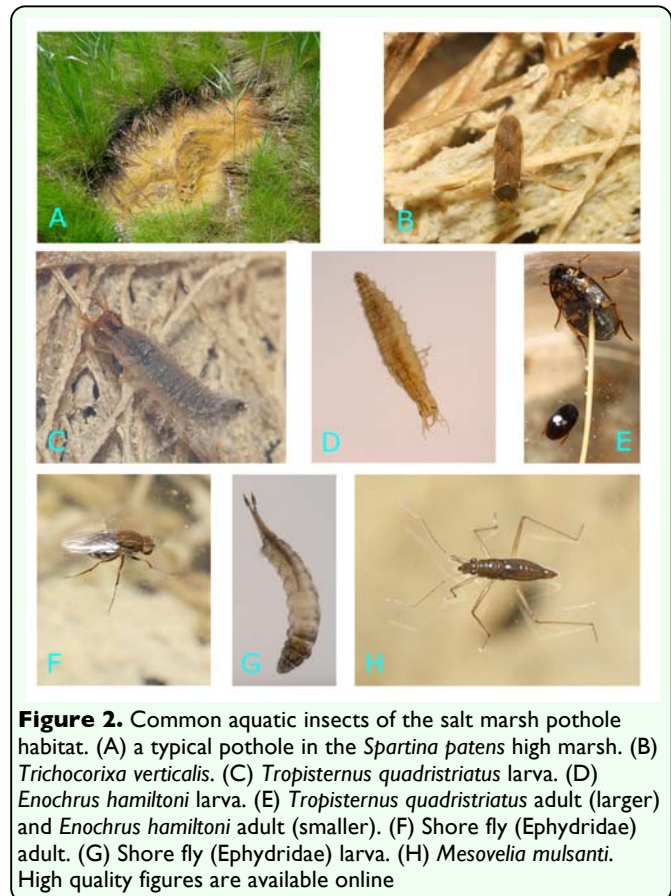 A
B
C
D
E
F
G
H
Figure 2. Common aquatic insects of the salt marsh pothole
habitat. (A) a typical pothole in the Spartina patens high marsh. (B)
Trichocorixa verticalis. (C) Tropisternus quadristriatus larva. (D)
Enochrus hamiltoni larva. (E) Tropisternus quadristriatus adult (larger)
and Enochrus hamiltoni adult (smaller). (F) Shore fly (Ephydridae)
adult. (G) Shore fly (Ephydridae) larva. (H) Mesovelia mulsanti.
High quality figures are available online